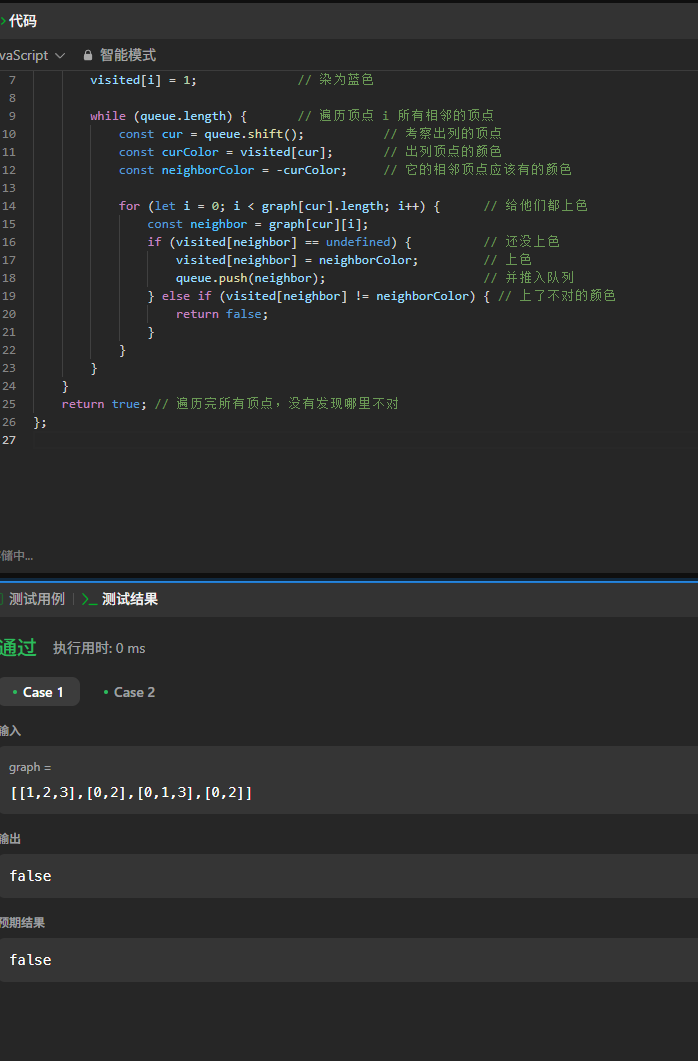 代码
vaScript 智能模式
7 visited[i] = 1; // 染为蓝色
8
9 while (queue.length) { // 遍历顶点 i 所有相邻的顶点
10 const cur = queue.shift(); // 考察出列的顶点
11 const curColor = visited[cur]; // 出列顶点的颜色
12 const neighborColor = -curColor; // 它的相邻顶点应该有的颜色
13
14 for (let i = 0; i < graph[cur].length; i++) { // 给他们都上色
15 const neighbor = graph[cur][i];
16 if (visited[neighbor] == undefined) { // 还没上色
17 visited[neighbor] = neighborColor; // 上色
18 queue.push(neighbor); // 并推入队列
19 } else if (visited[neighbor] != neighborColor) { // 上了不对的颜色
20 return false;
21 }
22 }
23 }
24 }
25 return true; // 遍历完所有顶点，没有发现哪里不对
26 };
27
储中...
测试用例 | >_ 测试结果
通过 执行用时: 0 ms
• Case 1 • Case 2
输入
graph =
[[1,2,3],[0,2],[0,1,3],[0,2]]
输出
false
预期结果
false